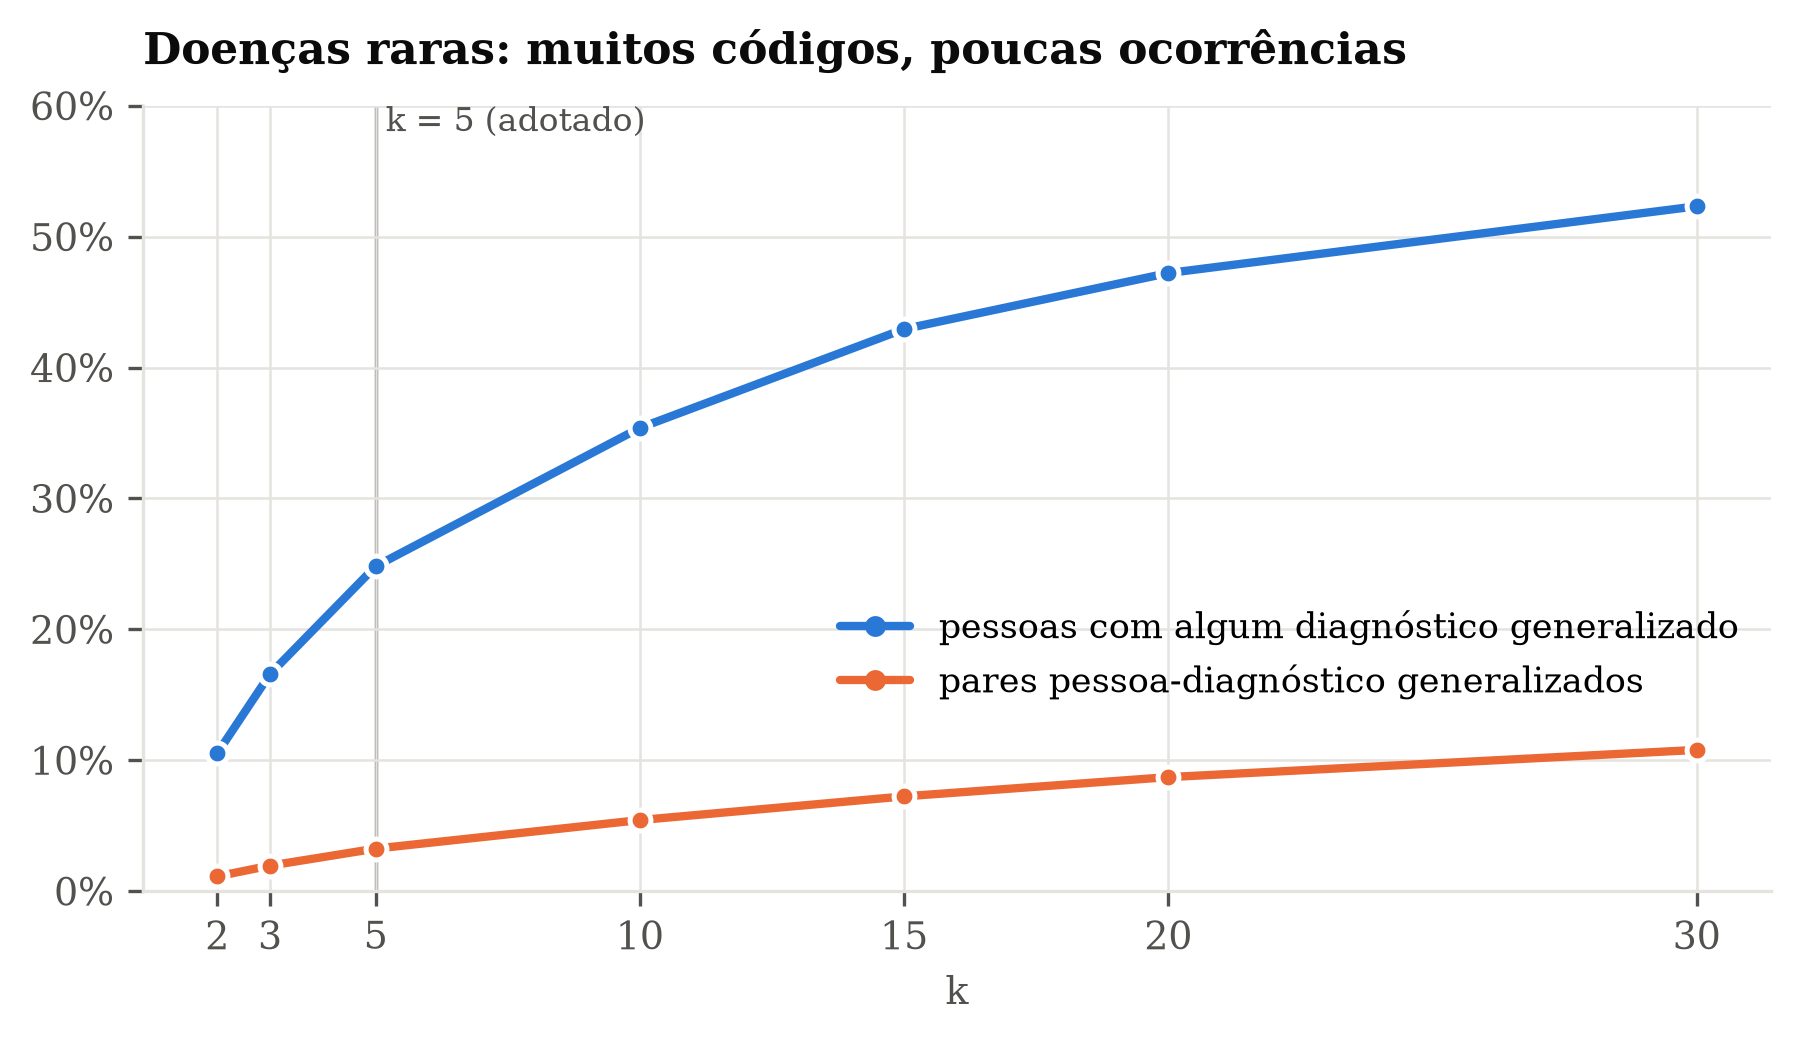 Doenças raras: muitos códigos, poucas ocorrências
60%
k = 5 (adotado)
50%
40%
30%
20%
pessoas com algum diagnóstico generalizado
pares pessoa-diagnóstico generalizados
10%
0%
2 3 5 10 15 20 30
k